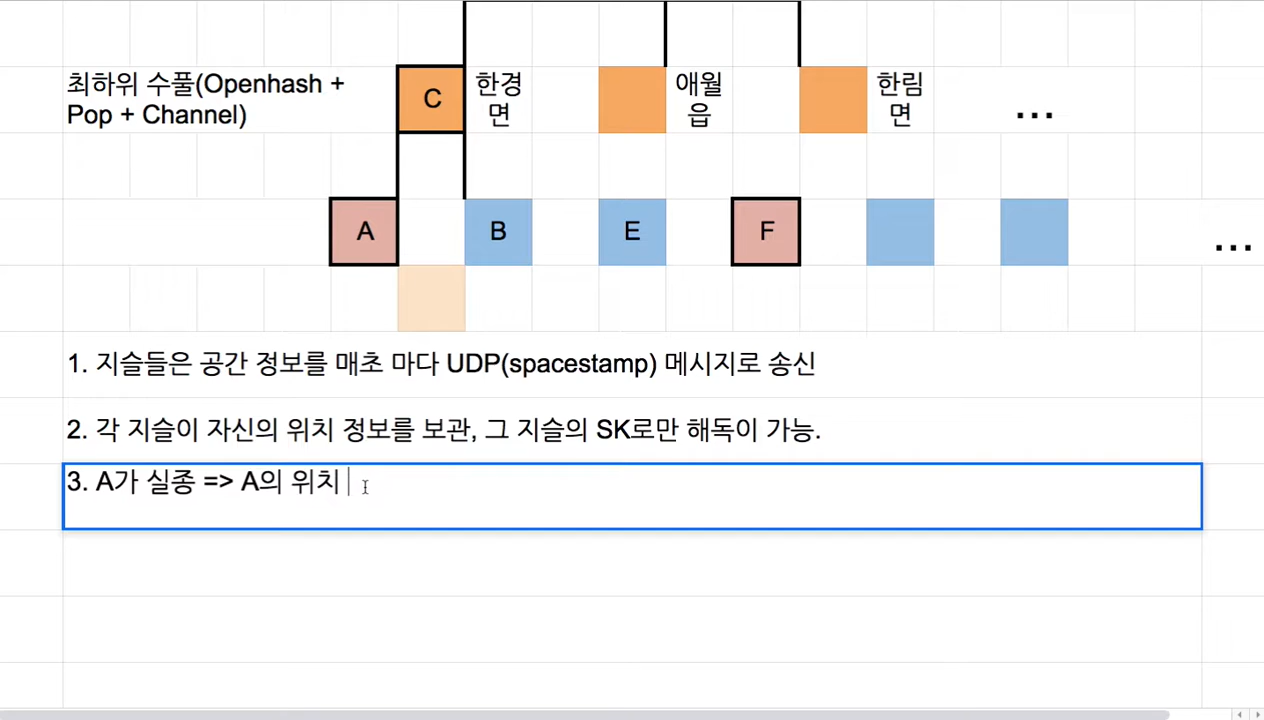 최하위 수풀(Openhash +
Pop + Channel)
C
한경
면
애월
읍
한림
면
...
A
B
E
F
...
1. 지슬들은 공간 정보를 매초 마다 UDP(spacestamp) 메시지로 송신
2. 각 지슬이 자신의 위치 정보를 보관, 그 지슬의 SK로만 해독이 가능.
3. A가 실종 => A의 위치